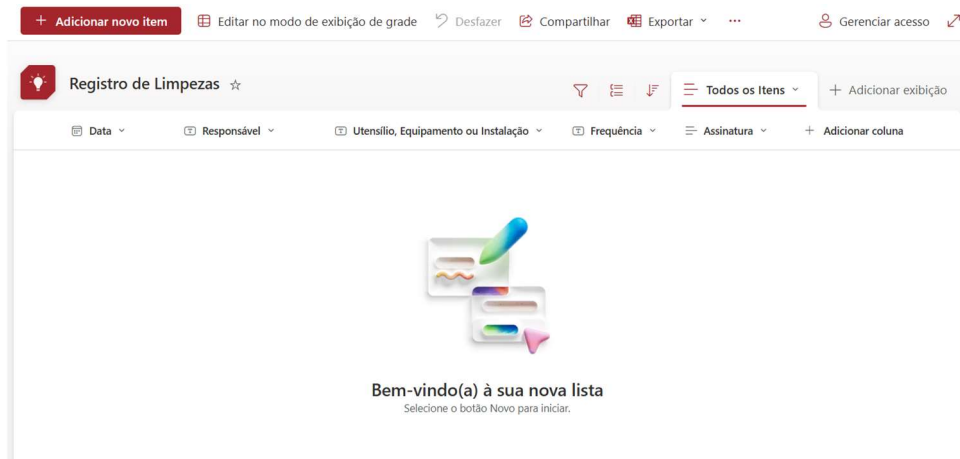 + Adicionar novo item Editar no modo de exibição de grade Desfazer Compartilhar Exportar ... Gerenciar acesso
Registro de Limpezas Todos os Itens + Adicionar exibição
Data Responsável Utensílio, Equipamento ou Instalação Frequência Assinatura + Adicionar coluna
Bem-vindo(a) à sua nova lista
Selecione o botão Novo para iniciar.